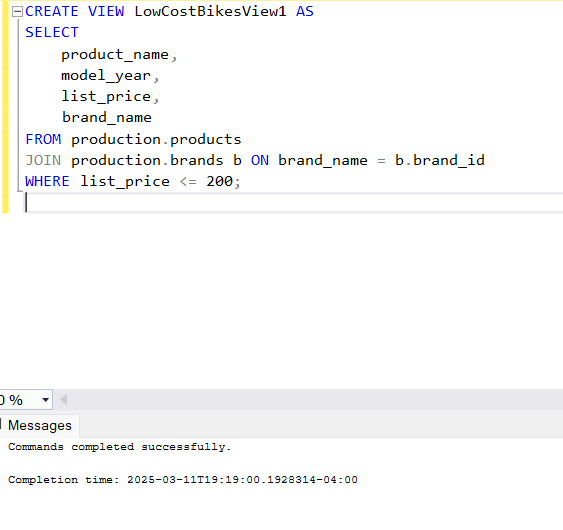 CREATE VIEW LowCostBikesView1 AS
SELECT
product_name,
model_year,
list_price,
brand_name
FROM production.products
JOIN production.brands b ON brand_name = b.brand_id
WHERE list_price <= 200;
0 %
Messages
Commands completed successfully.
Completion time: 2025-03-11T19:19:00.1928314-04:00